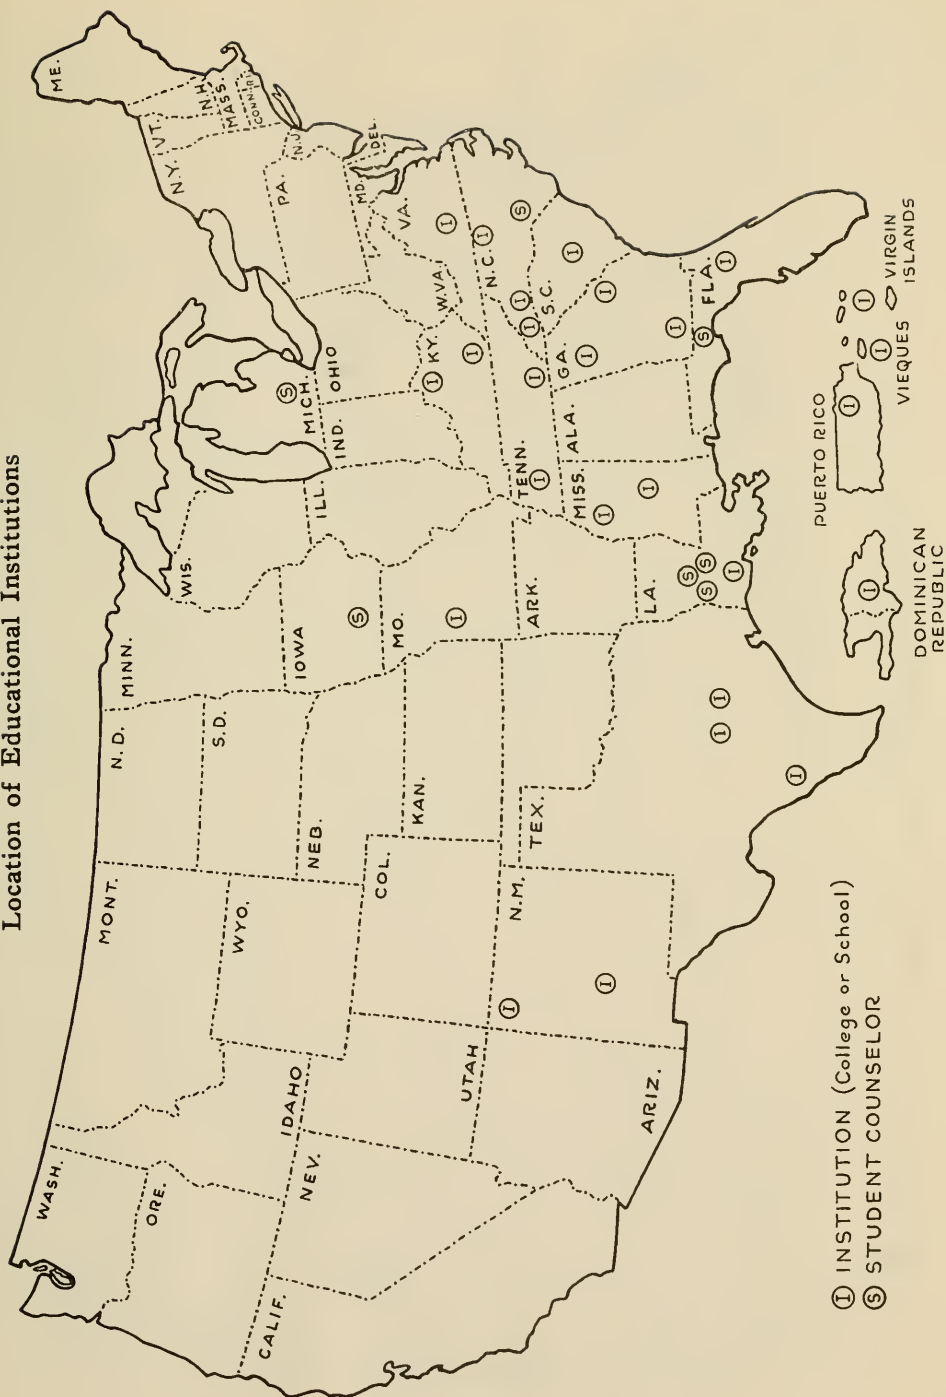 Location of Educational Institutions
WASH.
ORE.
CALIF.
NEV.
IDAHO
MONT.
WYO.
UTAH
ARIZ.
COL.
N.M.
N.D.
S.D.
NEB.
KAN.
TEX.
MINN.
IOWA
MO.
ARK.
LA.
WIS.
ILL.
MICH.
IND.
OHIO
KY.
TENN.
MISS.
ALA.
GA.
FLA.
S.C.
N.C.
VA.
W.VA.
MD.
DEL.
PA.
N.J.
N.Y.
VT.
N.H.
MASS.
CONN.
R.I.
ME.
I
I
I
I
I
S
I
S
S
S
I
S
I
I
I
I
I
I
I
I
I
I
I
S
I
I
I
S
I
DOMINICAN
REPUBLIC
I
PUERTO RICO
I
VIEQUES
I
VIRGIN
ISLANDS
I
I INSTITUTION (College or School)
S STUDENT COUNSELOR